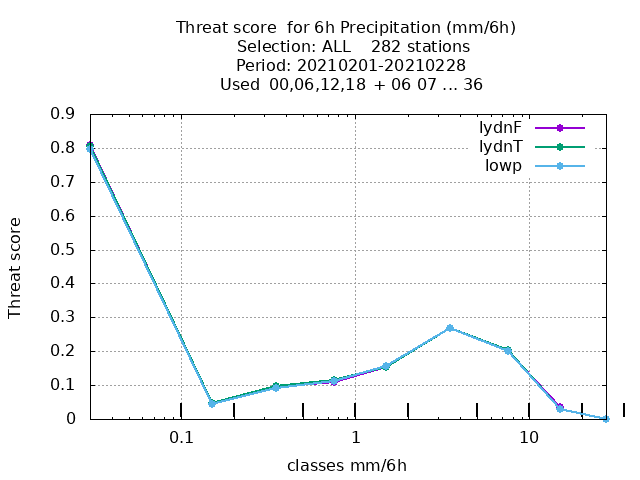 Threat score  for 6h Precipitation (mm/6h)
Selection: ALL    282 stations
Period: 20210201-20210228
Used  00,06,12,18  + 06 07 ... 36
0.9
0.8
0.7
0.6
0.5
0.4
0.3
0.2
0.1
0
Threat score
lydnF
lydnT
lowp
0.1
1
10
classes mm/6h